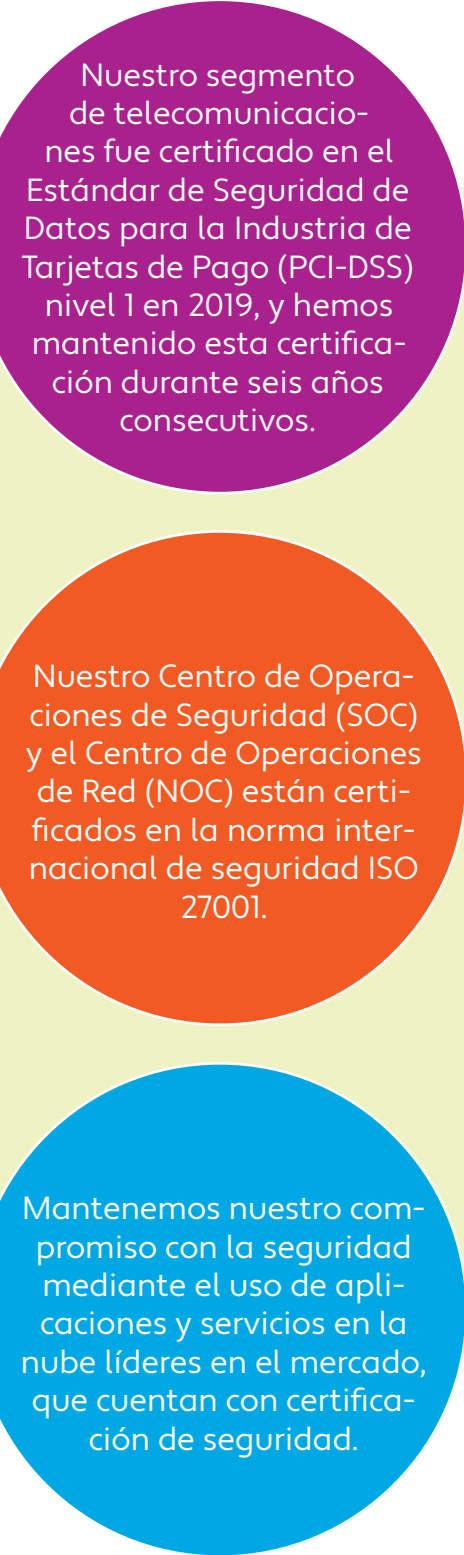 Nuestro segmento
de telecomunicacio-
nes fue certificado en el
Estándar de Seguridad de
Datos para la Industria de
Tarjetas de Pago (PCI-DSS)
nivel 1 en 2019, y hemos
mantenido esta certifica-
ción durante seis años
consecutivos.
Nuestro Centro de Opera-
ciones de Seguridad (SOC)
y el Centro de Operaciones
de Red (NOC) están certi-
ficados en la norma inter-
nacional de seguridad ISO
27001.
Mantenemos nuestro com-
promiso con la seguridad
mediante el uso de apli-
caciones y servicios en la
nube líderes en el mercado,
que cuentan con certifica-
ción de seguridad.